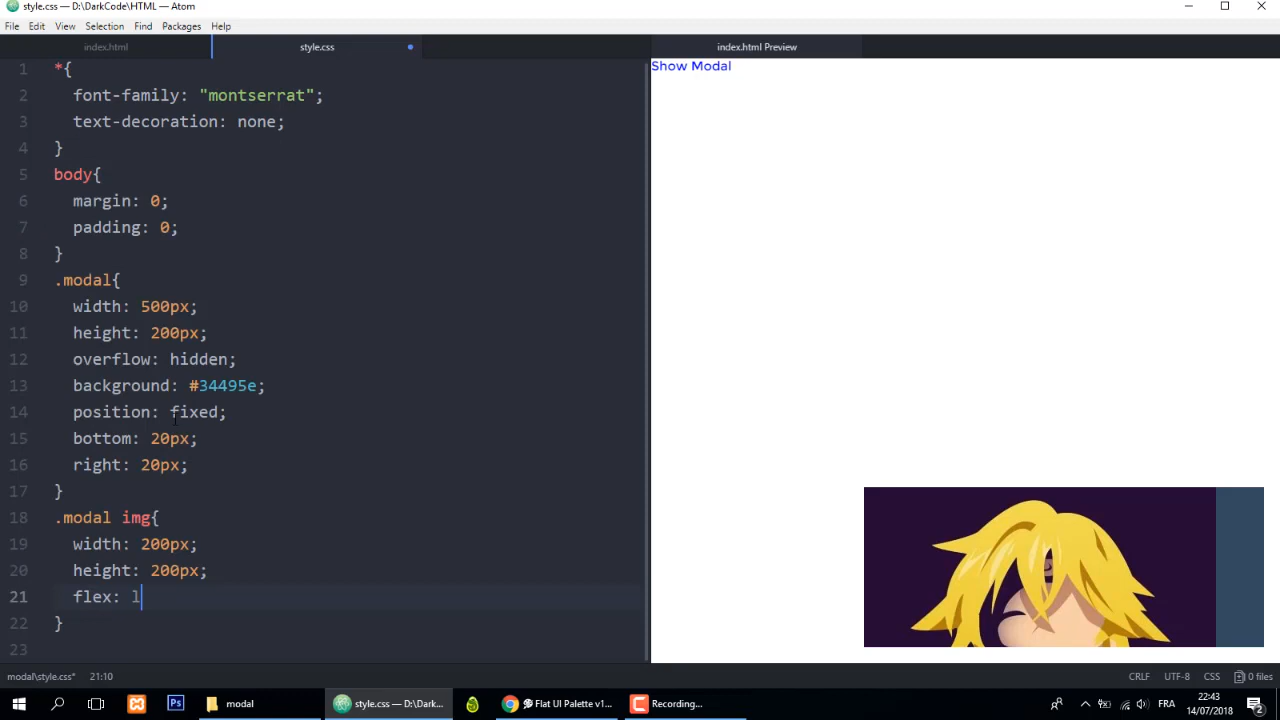 style.css — D:\DarkCode\HTML — Atom
File Edit View Selection Find Packages Help
index.html
style.css
index.html Preview
1 *{
2 font-family: "montserrat";
3 text-decoration: none;
4 }
5 body{
6 margin: 0;
7 padding: 0;
8 }
9 .modal{
10 width: 500px;
11 height: 200px;
12 overflow: hidden;
13 background: #34495e;
14 position: fixed;
15 bottom: 20px;
16 right: 20px;
17 }
18 .modal img{
19 width: 200px;
20 height: 200px;
21 flex: l
22 }
23
Show Modal
modal\style.css* 21:10
CRLF UTF-8 CSS 0 files
Ps
modal
style.css — D:\Dark...
Flat UI Palette v1...
Recording...
FRA
22:43
14/07/2018
2